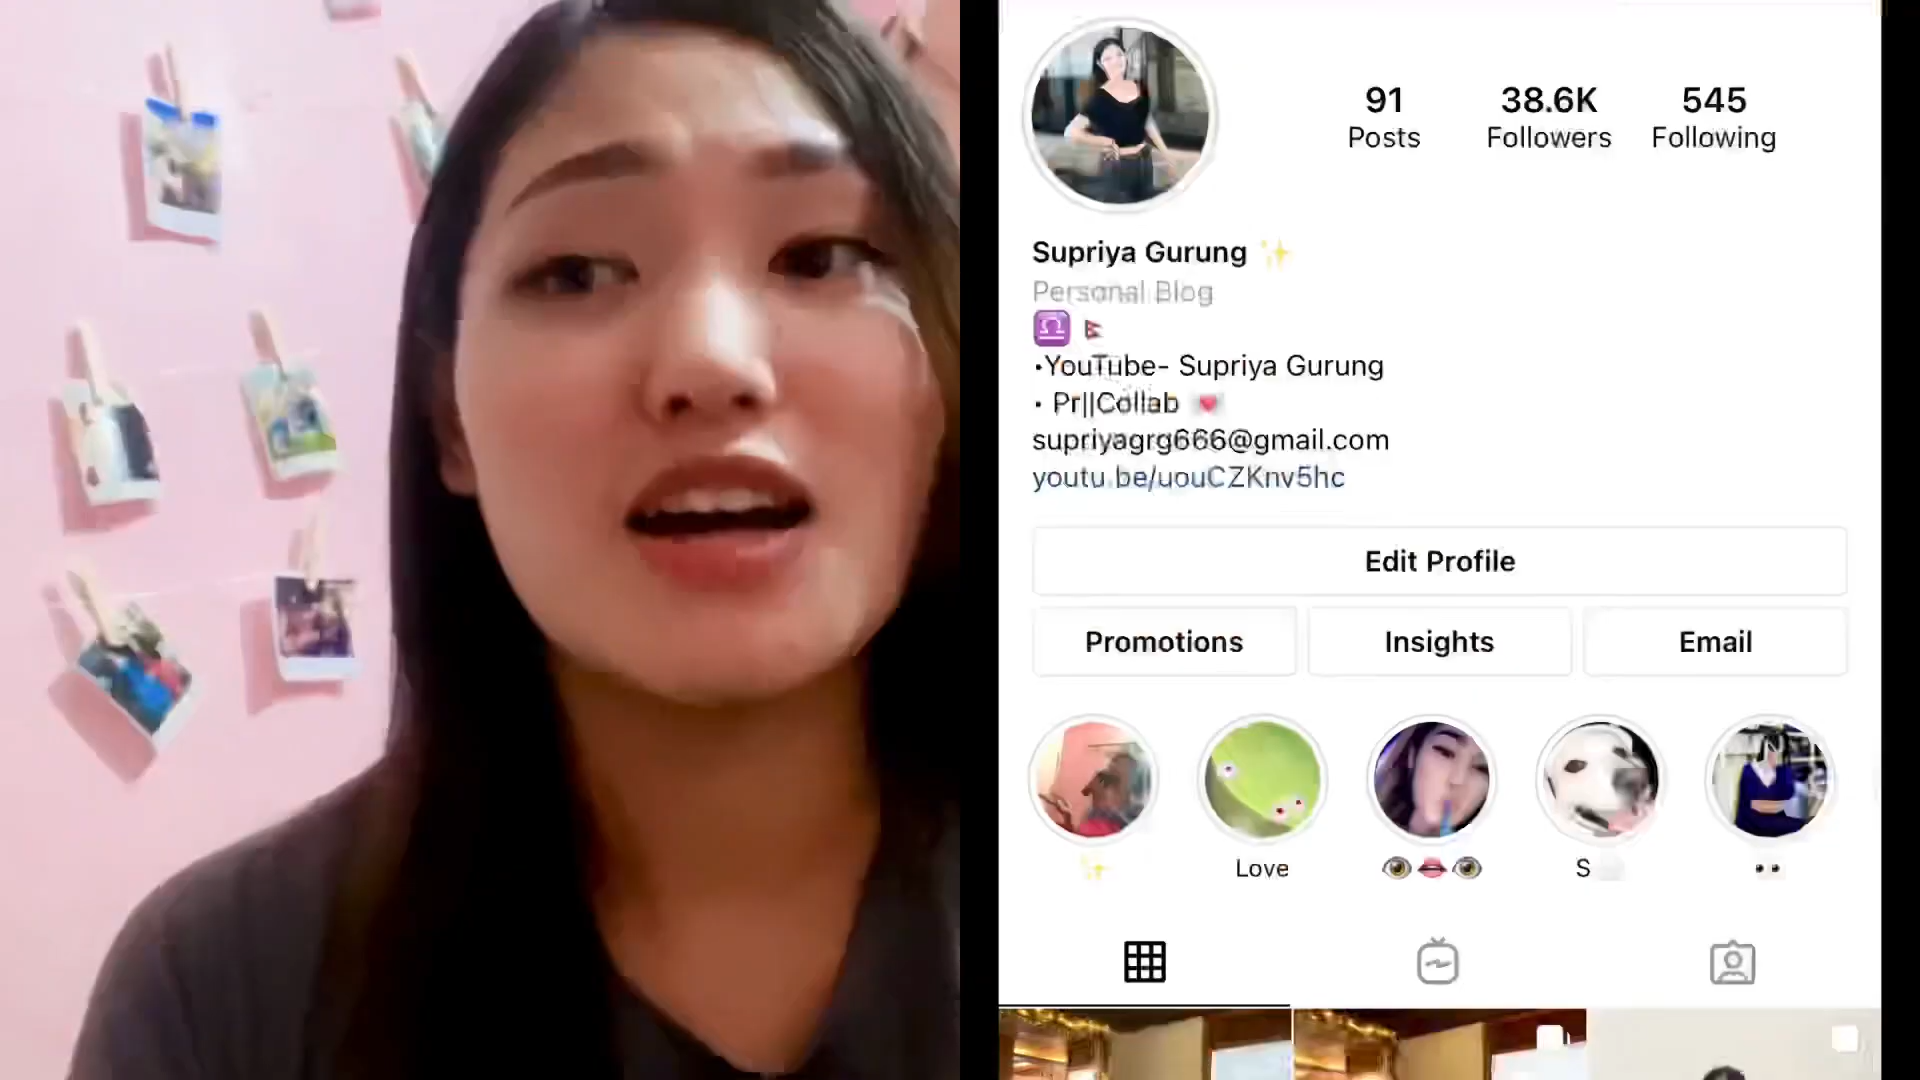 91 38.6K 545
Posts Followers Following
Supriya Gurung ✨
Personal Blog
♎ 🇳🇵
•YouTube- Supriya Gurung
• Pr||Collab 💌
supriyagrg666@gmail.com
youtu.be/uouCZKnv5hc
Edit Profile
Promotions Insights Email
✨ Love 👁👄👁 S